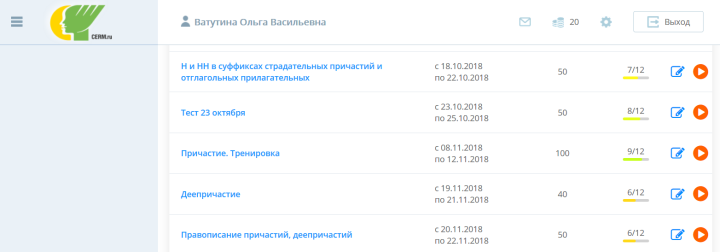 CERM.ru
Ватутина Ольга Васильевна
20
Выход
Н и НН в суффиксах страдательных причастий и
отглагольных прилагательных
с 18.10.2018
по 22.10.2018
50
7/12
Тест 23 октября
с 23.10.2018
по 25.10.2018
50
8/12
Причастие. Тренировка
с 08.11.2018
по 12.11.2018
100
9/12
Деепричастие
с 19.11.2018
по 21.11.2018
40
6/12
Правописание причастий, деепричастий
с 20.11.2018
по 22.11.2018
50
6/12